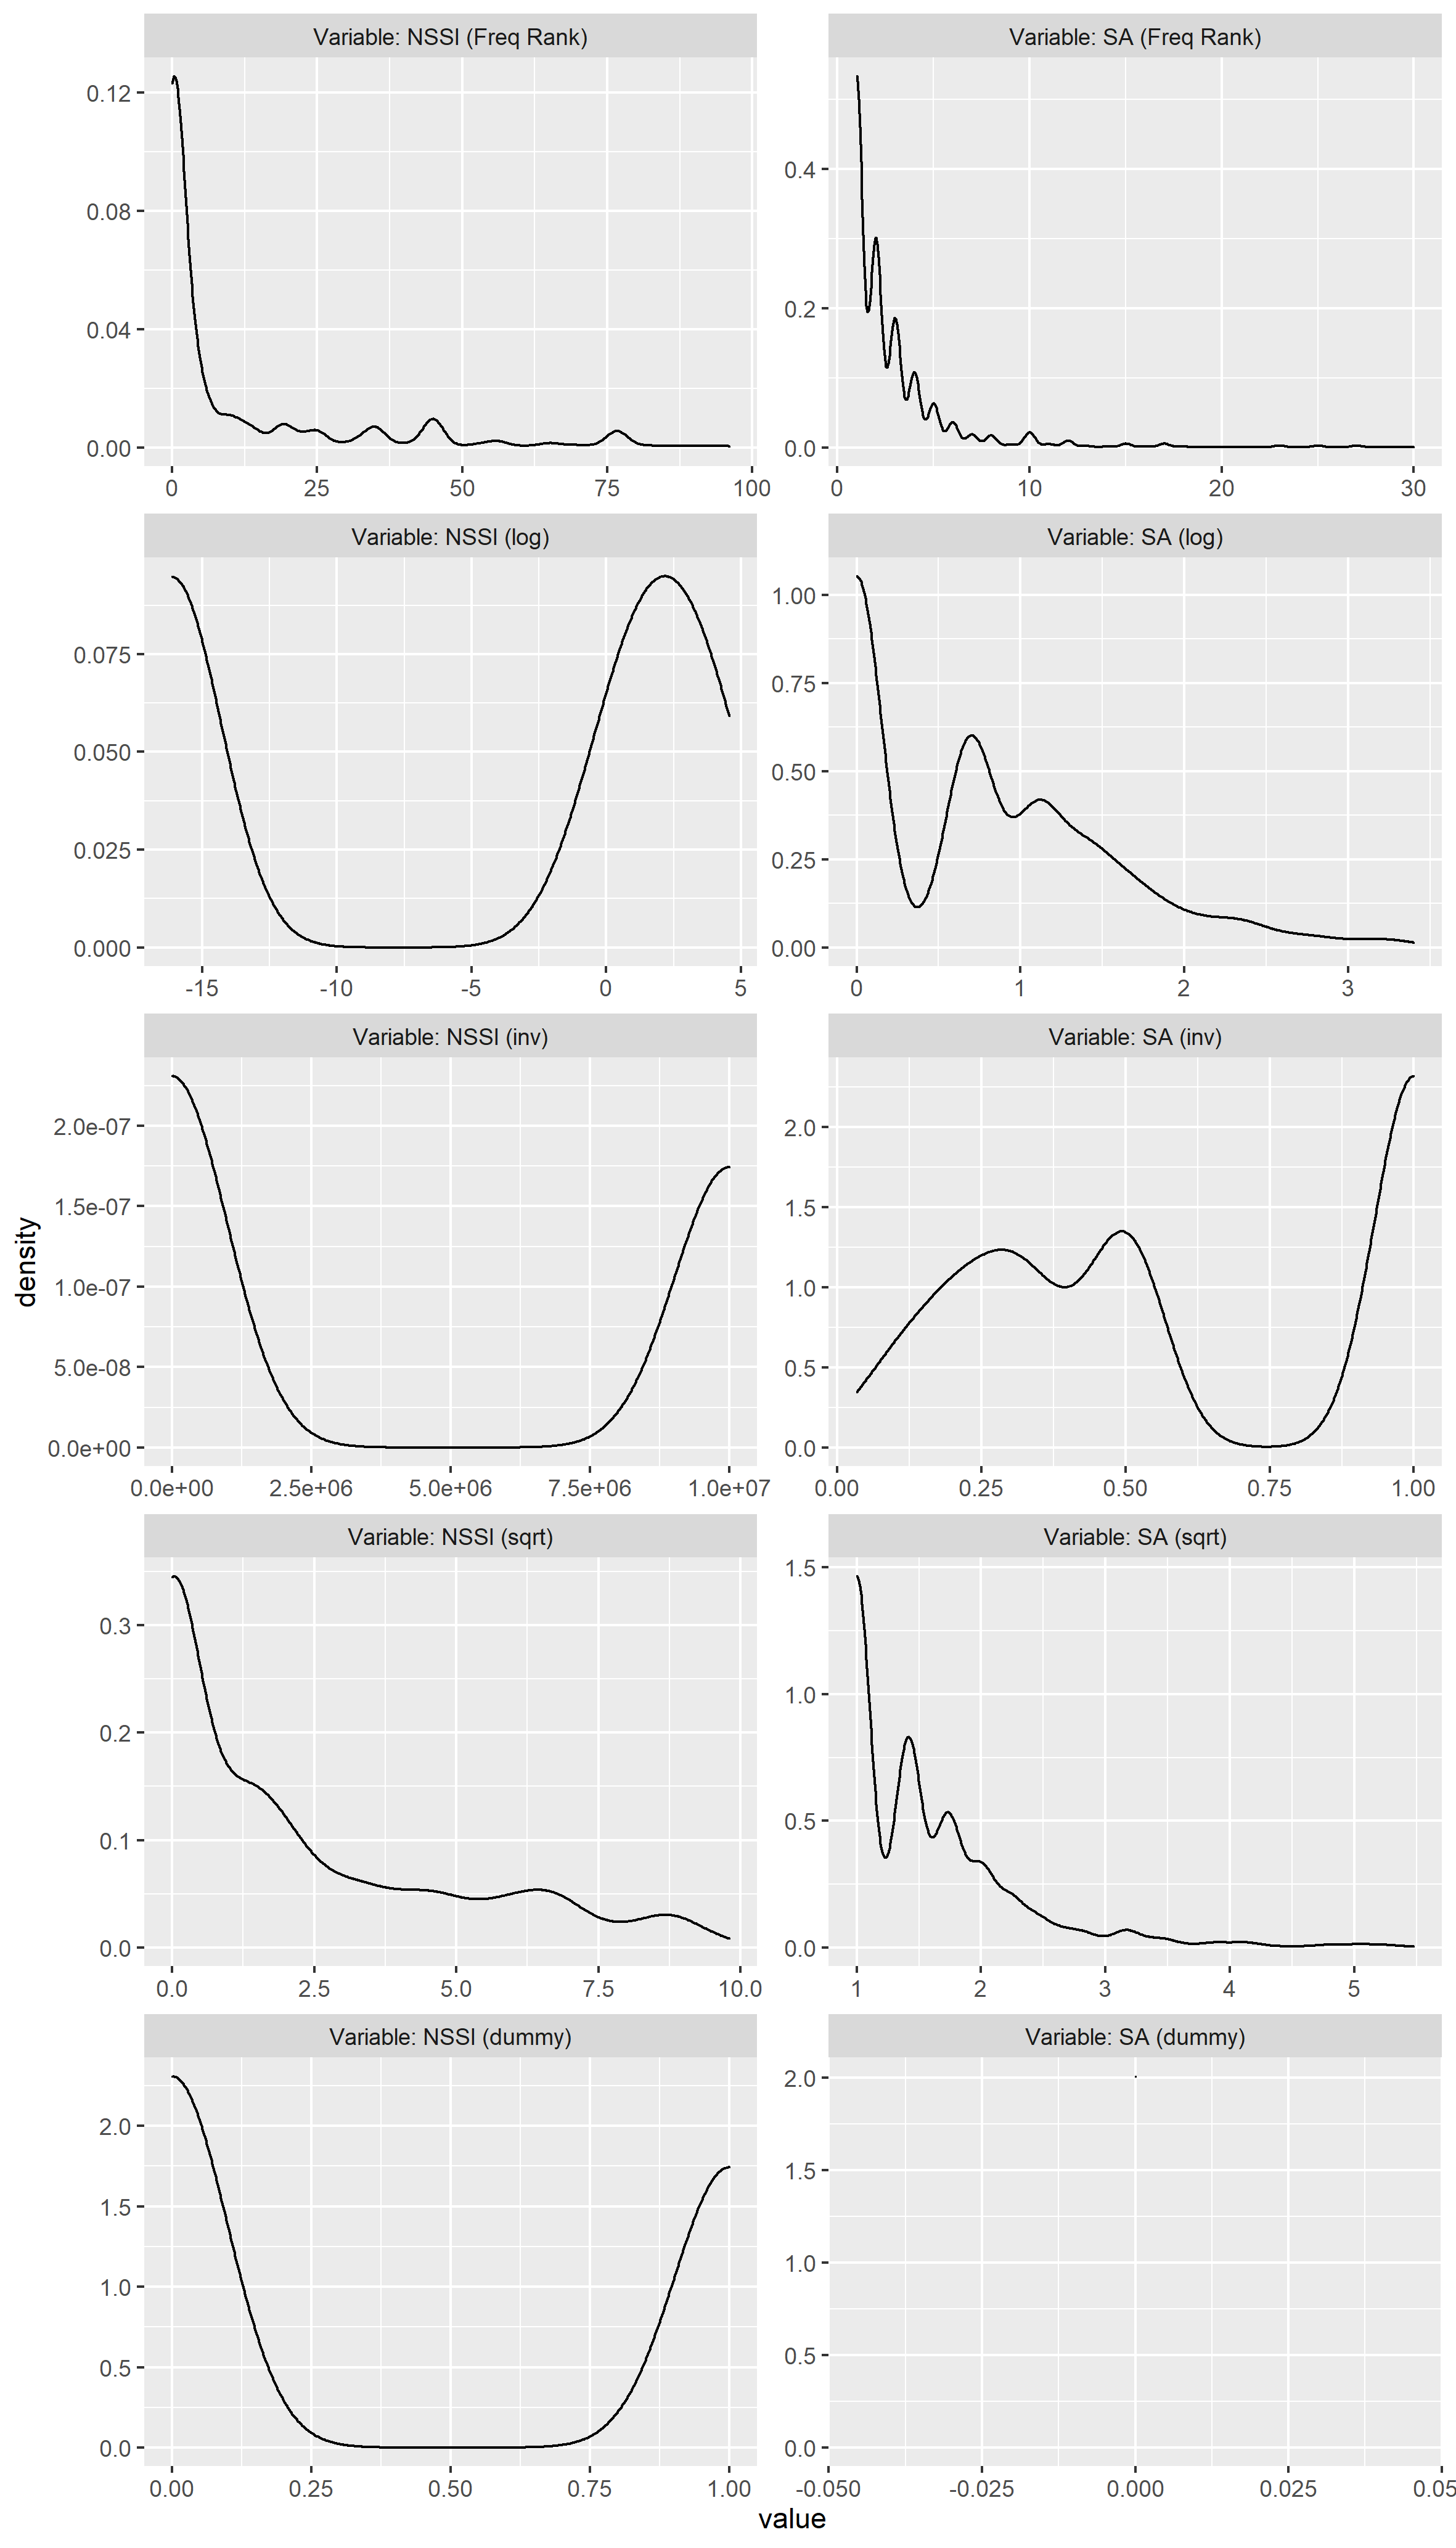 Variable: NSSI (Freq Rank)
Variable: SA (Freq Rank)
0.12
0.08
0.04
0.00
0.4
0.2
0.0
0 25 50 75 100
0 10 20 30
Variable: NSSI (log)
Variable: SA (log)
0.075
0.050
0.025
0.000
1.00
0.75
0.50
0.25
0.00
-15 -10 -5 0 5
0 1 2 3
Variable: NSSI (inv)
Variable: SA (inv)
2.0e-07
1.5e-07
1.0e-07
5.0e-08
0.0e+00
2.0
1.5
1.0
0.5
0.0
0.0e+00 2.5e+06 5.0e+06 7.5e+06 1.0e+07
0.00 0.25 0.50 0.75 1.00
density
Variable: NSSI (sqrt)
Variable: SA (sqrt)
0.3
0.2
0.1
0.0
1.5
1.0
0.5
0.0
0.0 2.5 5.0 7.5 10.0
1 2 3 4 5
Variable: NSSI (dummy)
Variable: SA (dummy)
2.0
1.5
1.0
0.5
0.0
2.0
1.5
1.0
0.5
0.0
0.00 0.25 0.50 0.75 1.00
-0.050 -0.025 0.000 0.025 0.05
value